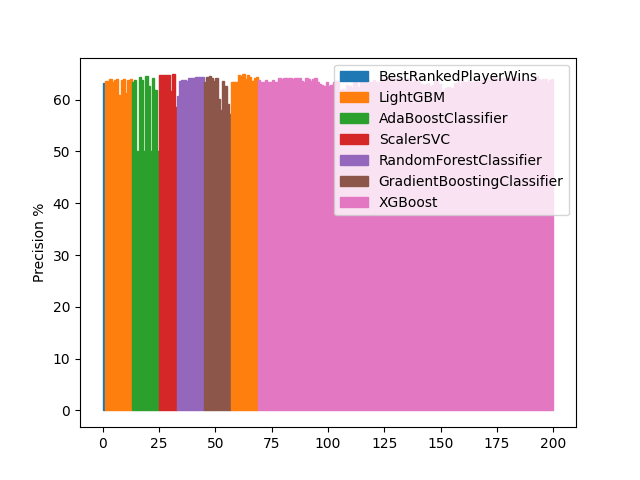 BestRankedPlayerWins
LightGBM
AdaBoostClassifier
ScalerSVC
RandomForestClassifier
GradientBoostingClassifier
XGBoost
Precision %
60
50
40
30
20
10
0
0 25 50 75 100 125 150 175 200